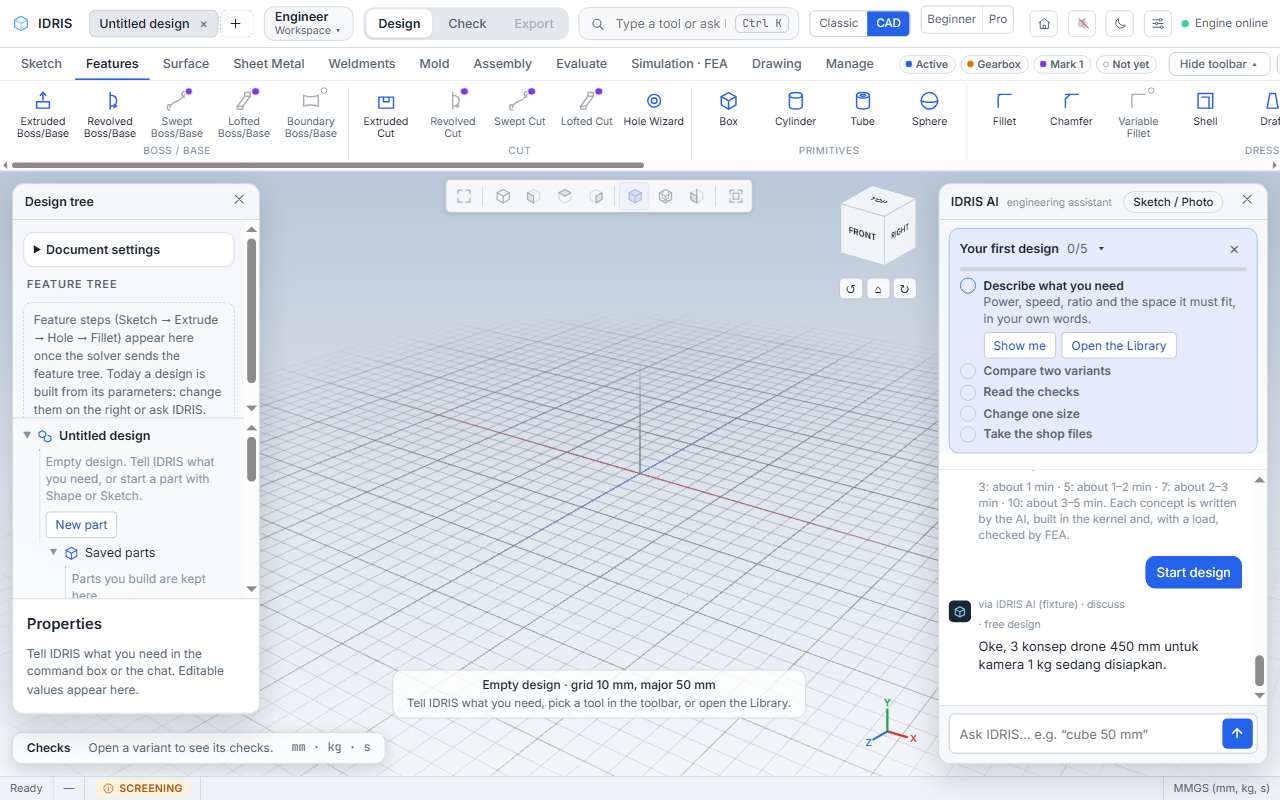 IDRIS
Untitled design ×
+
Engineer
Workspace ▾
Design Check Export
Type a tool or ask I Ctrl K
Classic CAD
Beginner Pro
Engine online
Sketch Features Surface Sheet Metal Weldments Mold Assembly Evaluate Simulation · FEA Drawing Manage
Active Gearbox Mark 1 Not yet
Hide toolbar
Extruded Boss/Base
Revolved Boss/Base
Swept Boss/Base
Lofted Boss/Base
Boundary Boss/Base
BOSS / BASE
Extruded Cut
Revolved Cut
Swept Cut
Lofted Cut
Hole Wizard
CUT
Box
Cylinder
Tube
Sphere
PRIMITIVES
Fillet
Chamfer
Variable Fillet
Shell
Draf
DRESS
Design tree
Document settings
FEATURE TREE
Feature steps (Sketch → Extrude
→ Hole → Fillet) appear here
once the solver sends the
feature tree. Today a design is
built from its parameters: change
them on the right or ask IDRIS.
Untitled design
Empty design. Tell IDRIS what
you need, or start a part with
Shape or Sketch.
New part
Saved parts
Parts you build are kept
here
Properties
Tell IDRIS what you need in the
command box or the chat. Editable
values appear here.
Checks Open a variant to see its checks. mm · kg · s
TOP
FRONT
RIGHT
Empty design · grid 10 mm, major 50 mm
Tell IDRIS what you need, pick a tool in the toolbar, or open the Library.
Y
X
Z
IDRIS AI engineering assistant Sketch / Photo
Your first design 0/5
Describe what you need
Power, speed, ratio and the space it must fit,
in your own words.
Show me Open the Library
Compare two variants
Read the checks
Change one size
Take the shop files
3: about 1 min · 5: about 1–2 min · 7: about 2–3
min · 10: about 3–5 min. Each concept is written
by the AI, built in the kernel and, with a load,
checked by FEA.
Start design
via IDRIS AI (fixture) · discuss
· free design
Oke, 3 konsep drone 450 mm untuk
kamera 1 kg sedang disiapkan.
Ask IDRIS... e.g. “cube 50 mm”
Ready — SCREENING
MMGS (mm, kg, s)